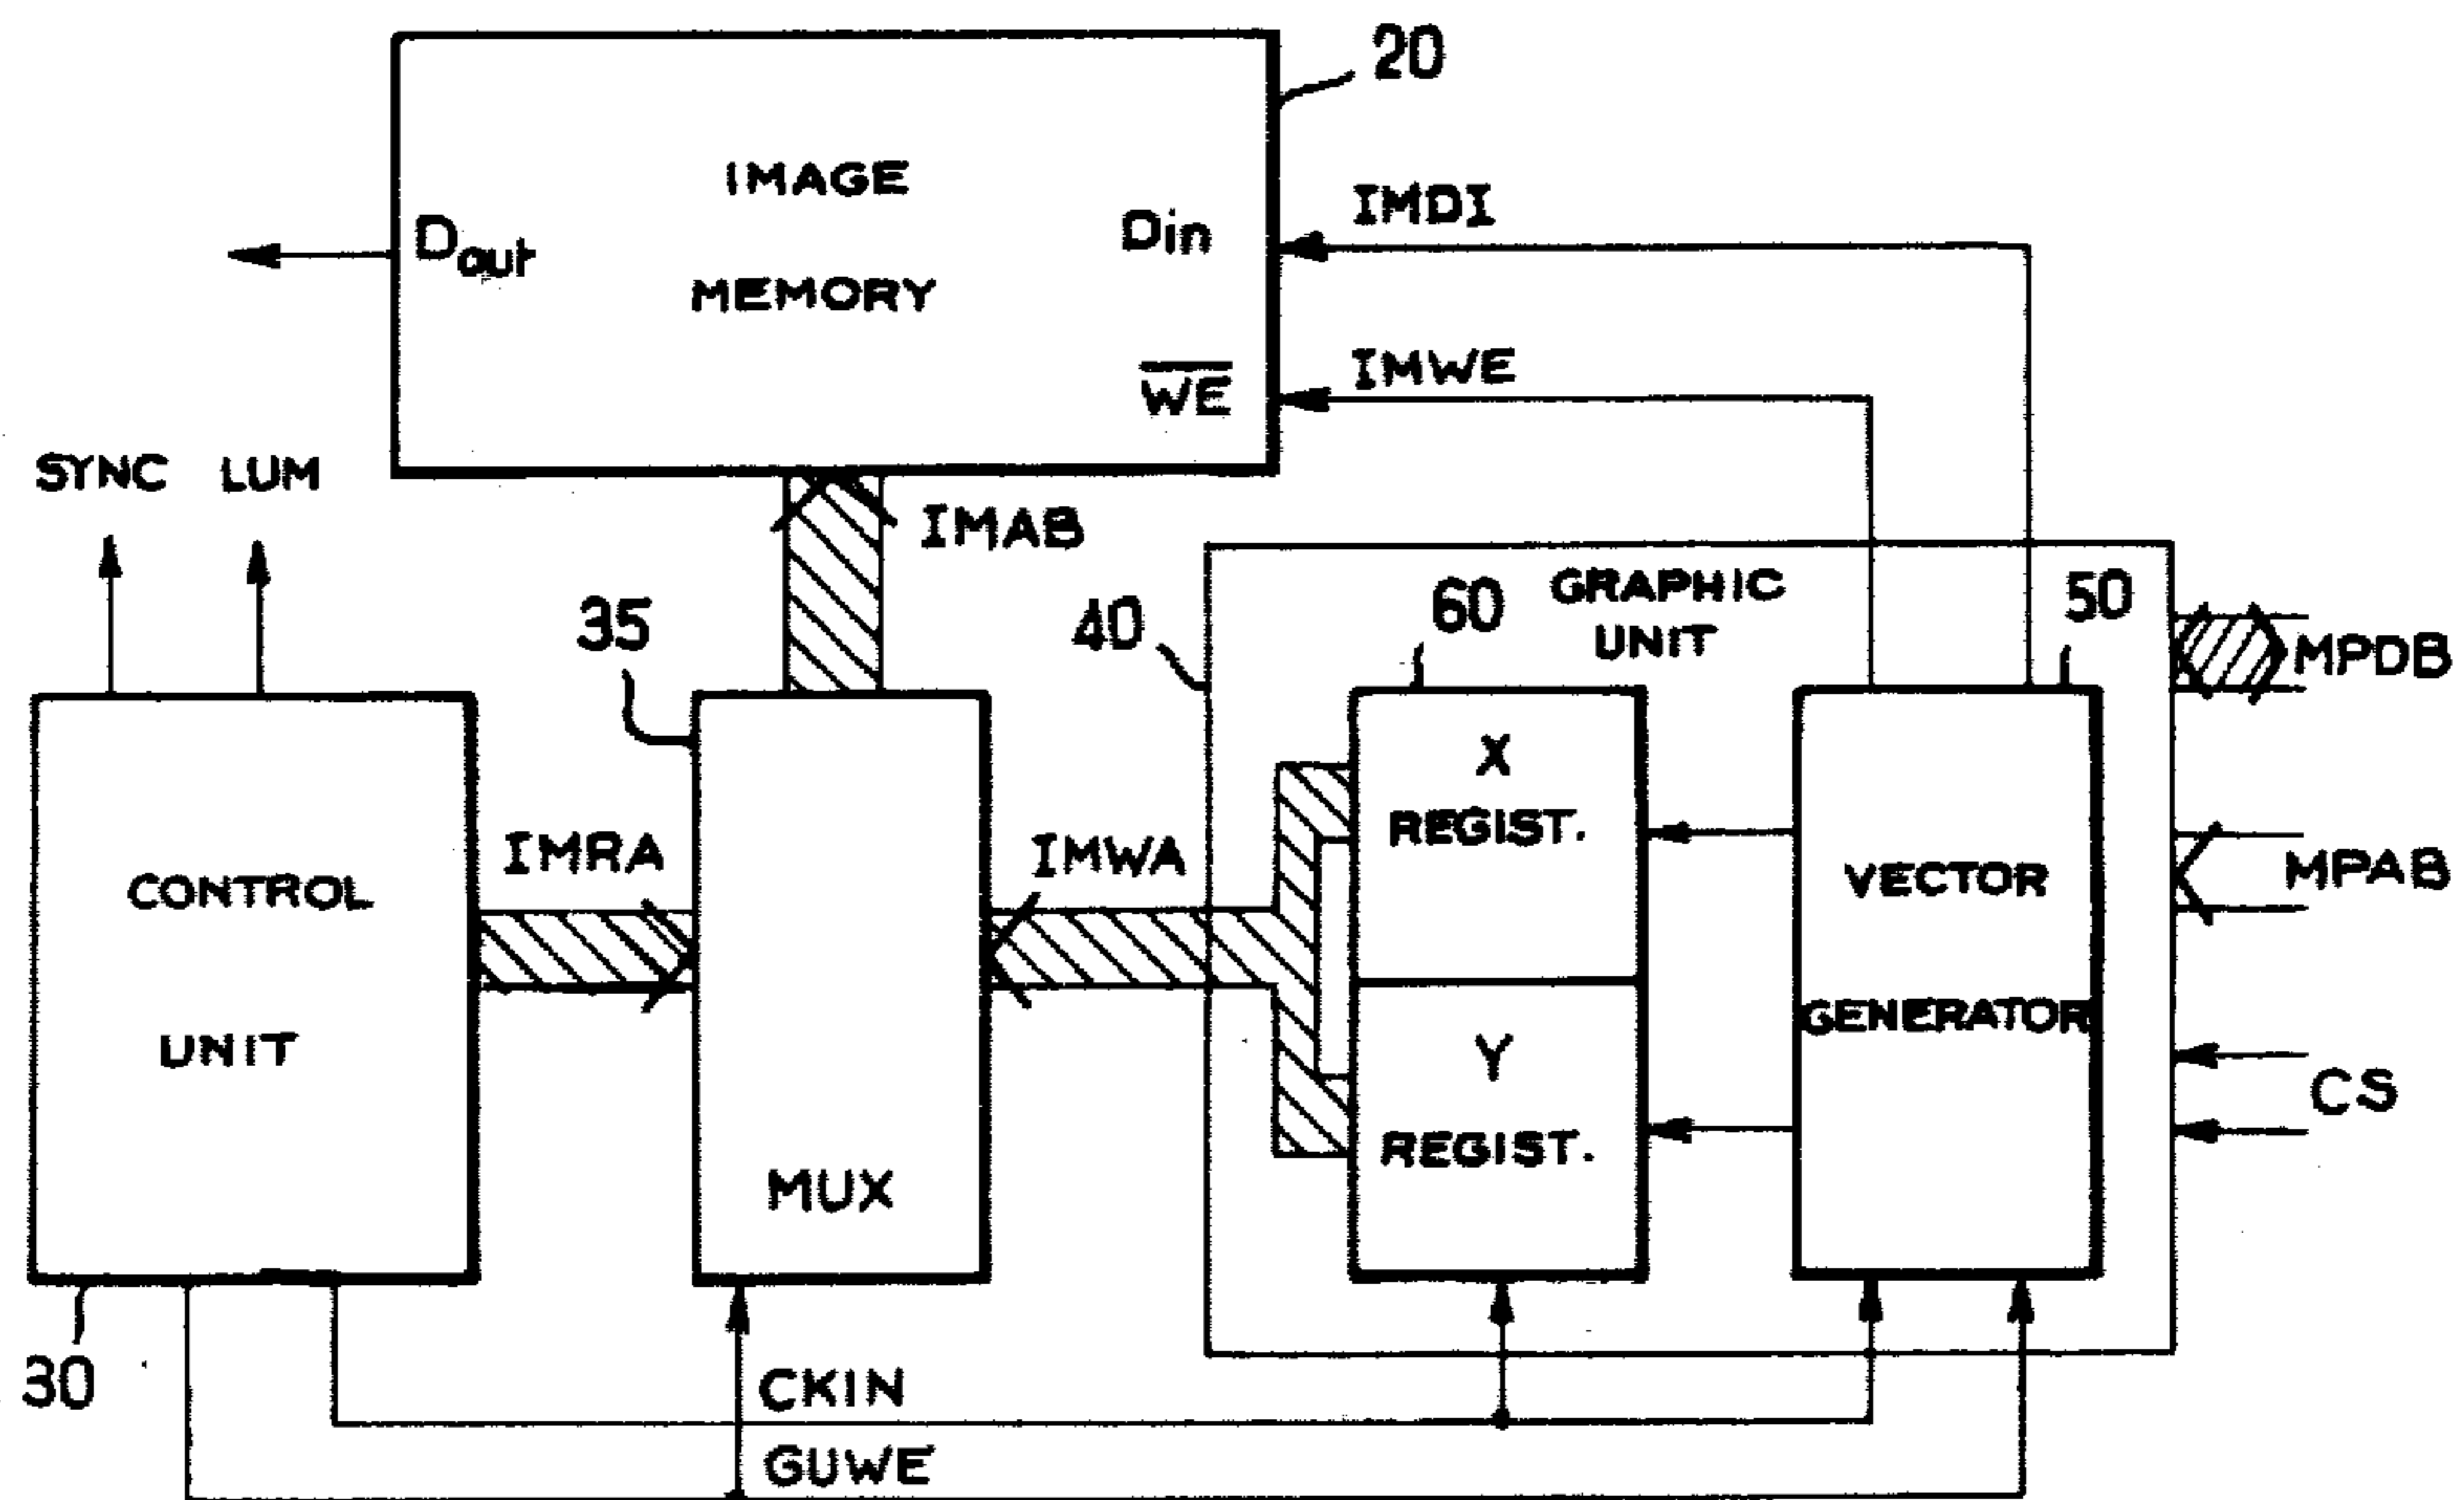 20
IMAGE
MEMORY
Dout
Din
IMDI
WE
IMWE
SYNC
LUM
IMAB
35
40
60
GRAPHIC
UNIT
50
MPDB
X
REGIST.
IMRA
IMWA
VECTOR
GENERATOR
MPAB
CONTROL
UNIT
Y
REGIST.
CS
MUX
30
CKIN
GUWE